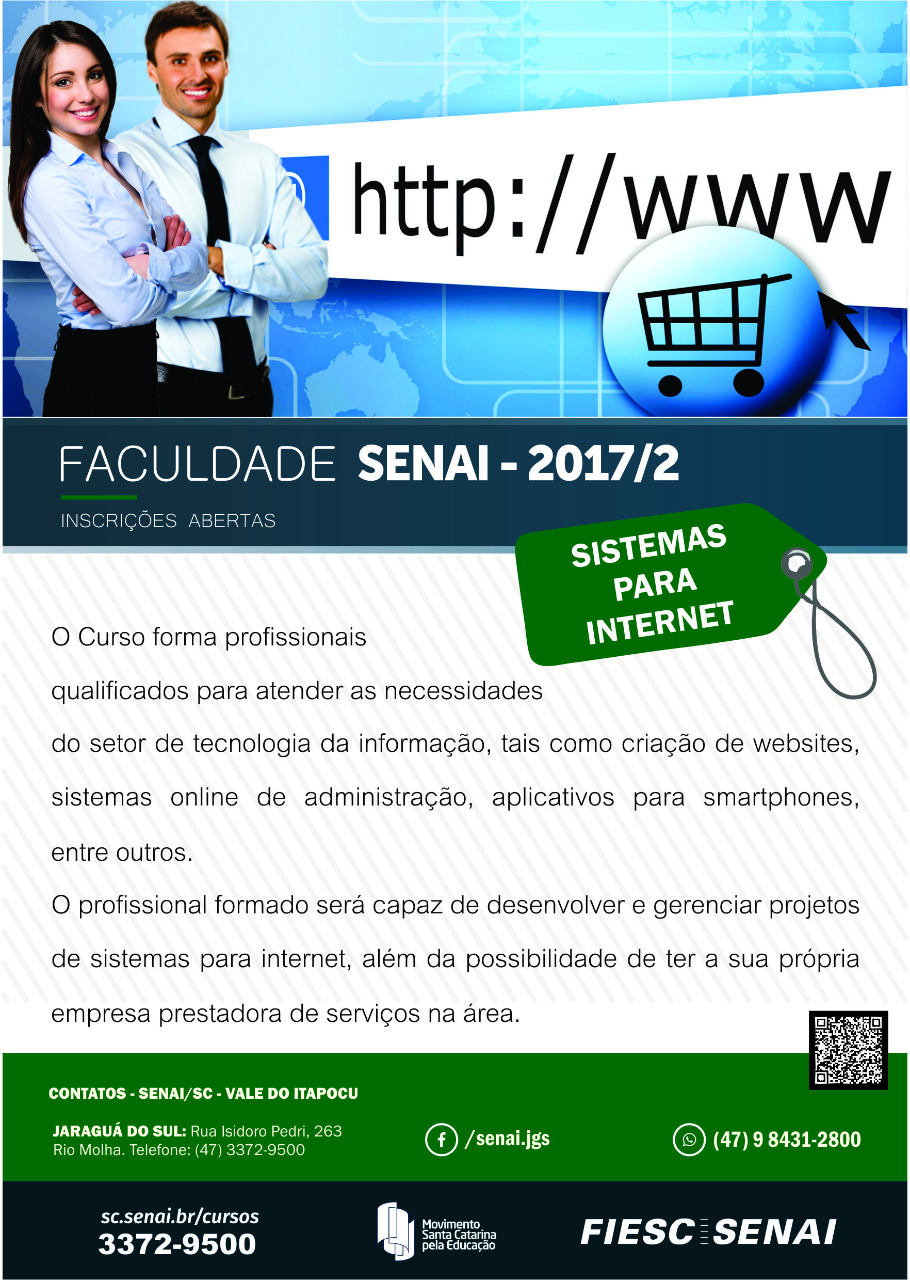 http://www
FACULDADE SENAI - 2017/2
INSCRIÇÕES ABERTAS
SISTEMAS
PARA
INTERNET
O Curso forma profissionais
qualificados para atender as necessidades
do setor de tecnologia da informação, tais como criação de websites,
sistemas online de administração, aplicativos para smartphones,
entre outros.
O profissional formado será capaz de desenvolver e gerenciar projetos
de sistemas para internet, além da possibilidade de ter a sua própria
empresa prestadora de serviços na área.
CONTATOS - SENAI/SC - VALE DO ITAPOCU
JARAGUÁ DO SUL: Rua Isidoro Pedri, 263
Rio Molha. Telefone: (47) 3372-9500
/senai.jgs
(47) 9 8431-2800
sc.senai.br/cursos
3372-9500
Movimento
Santa Catarina
pela Educação
FIESC SENAI